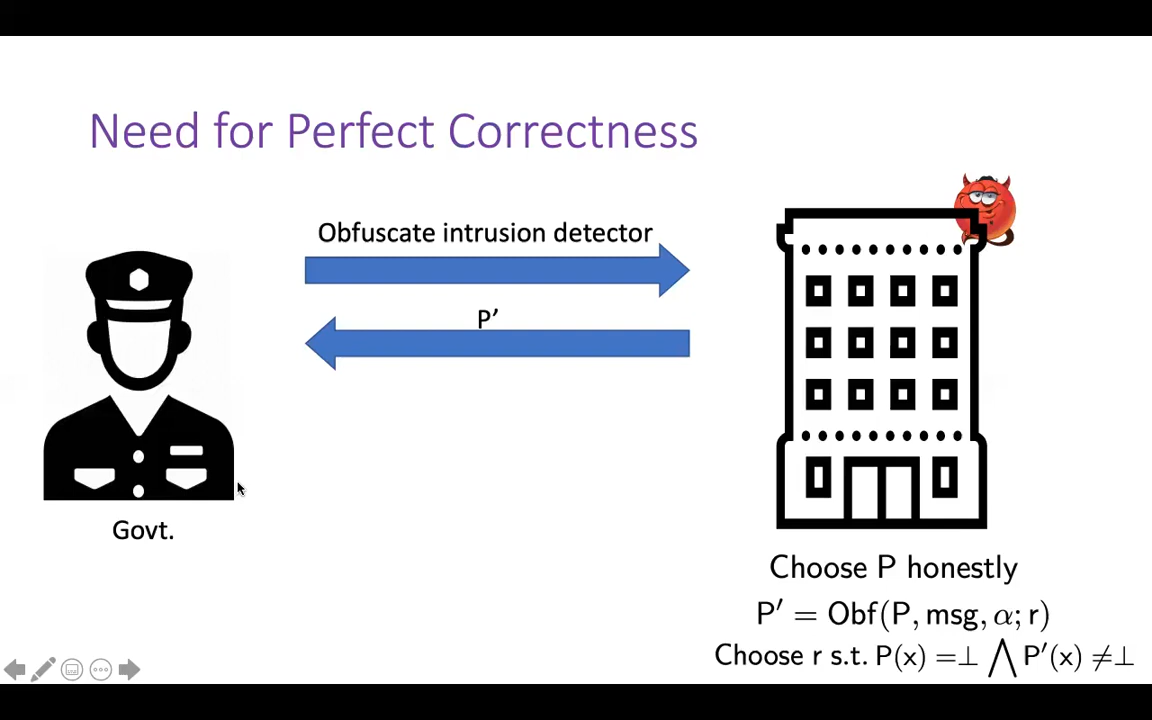 Need for Perfect Correctness
Obfuscate intrusion detector
P′
Govt.
Choose P honestly
P′ = Obf(P, msg, α; r)
Choose r s.t. P(x) =⊥ ⋀ P′(x) ≠⊥